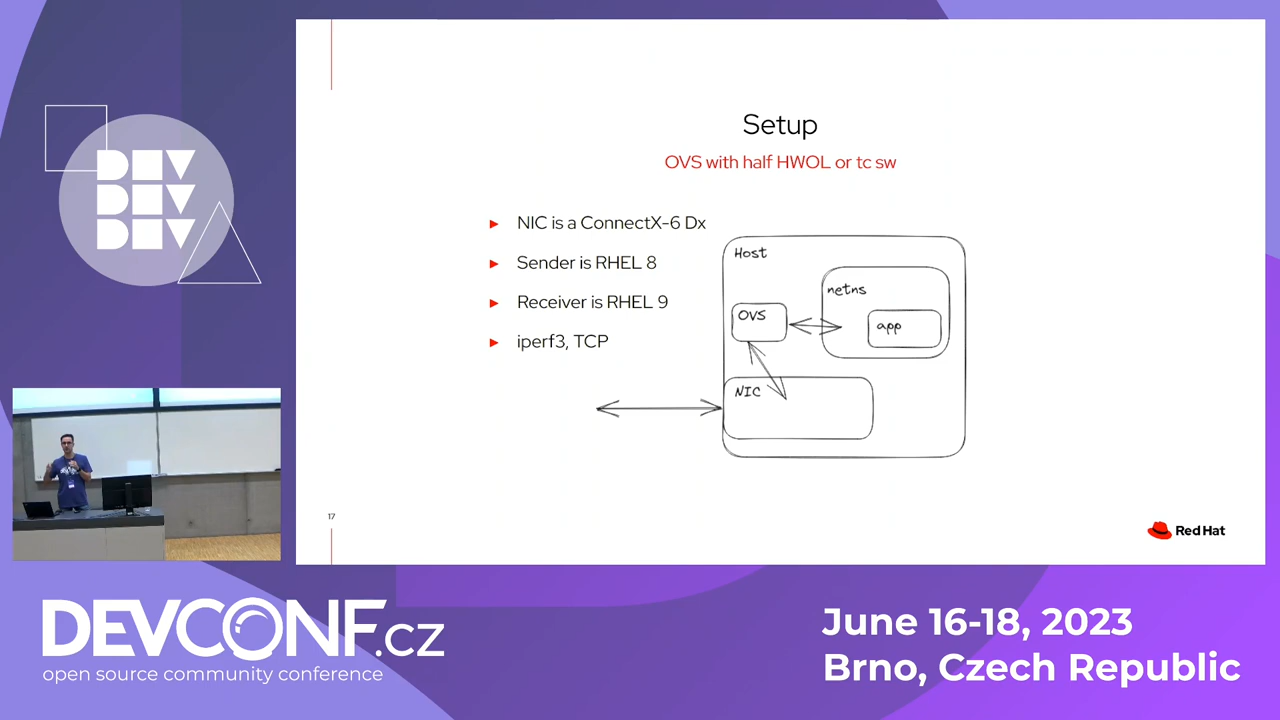 DEV
DEV
DEV
Setup
OVS with half HWOL or tc sw
NIC is a ConnectX-6 Dx
Sender is RHEL 8
Receiver is RHEL 9
iperf3, TCP
Host
netns
OVS
app
NIC
17
Red Hat
DEVCONF.cz
open source community conference
June 16-18, 2023
Brno, Czech Republic